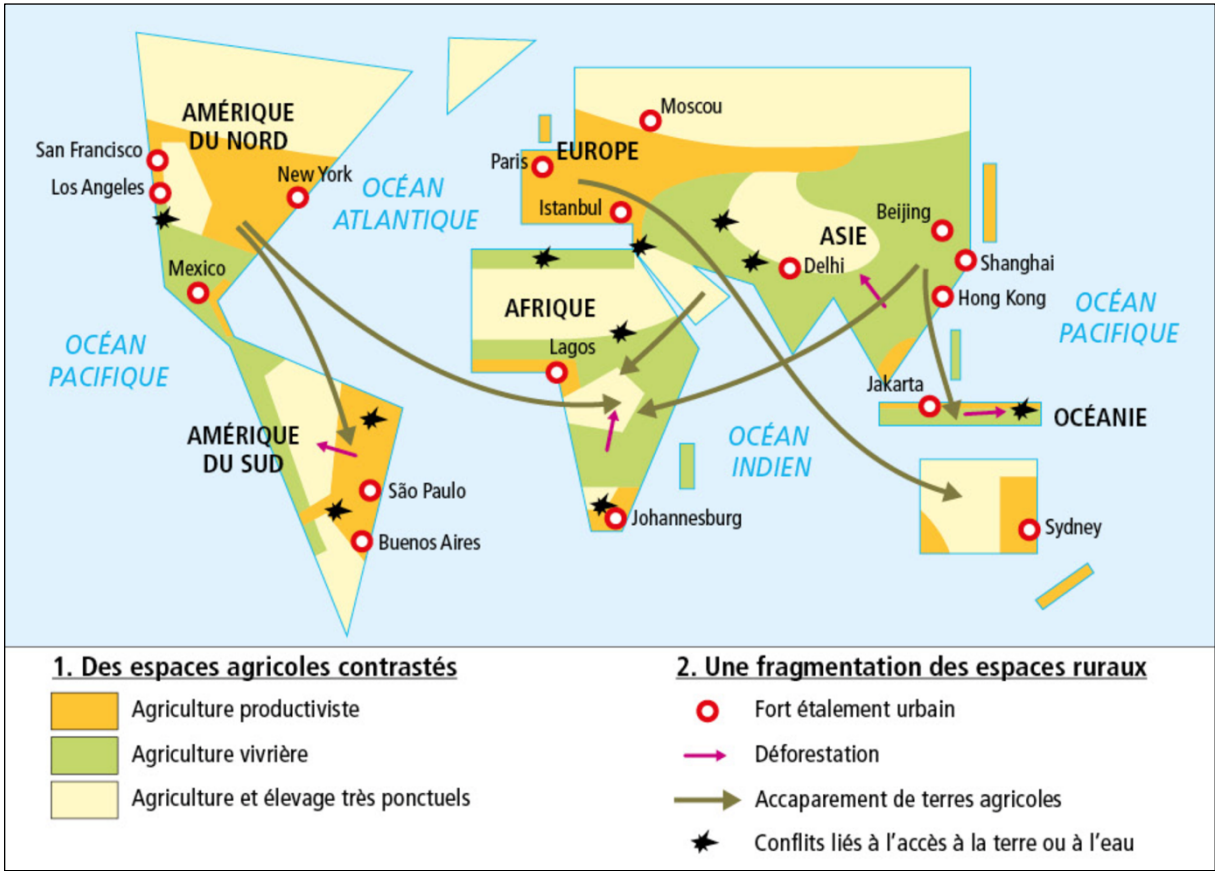 Moscou
AMÉRIQUE
DU NORD
San Francisco
Paris
EUROPE
New York
Los Angeles
OCÉAN
ATLANTIQUE
Istanbul
Beijing
ASIE
Mexico
Delhi
Shanghai
AFRIQUE
Hong Kong
OCÉAN
PACIFIQUE
OCÉAN
PACIFIQUE
Lagos
Jakarta
OCÉANIE
AMÉRIQUE
DU SUD
OCÉAN
INDIEN
São Paulo
Johannesburg
Sydney
Buenos Aires
1. Des espaces agricoles contrastés
Agriculture productiviste
Agriculture vivrière
Agriculture et élevage très ponctuels
2. Une fragmentation des espaces ruraux
Fort étalement urbain
Déforestation
Accaparement de terres agricoles
Conflits liés à l'accès à la terre ou à l'eau